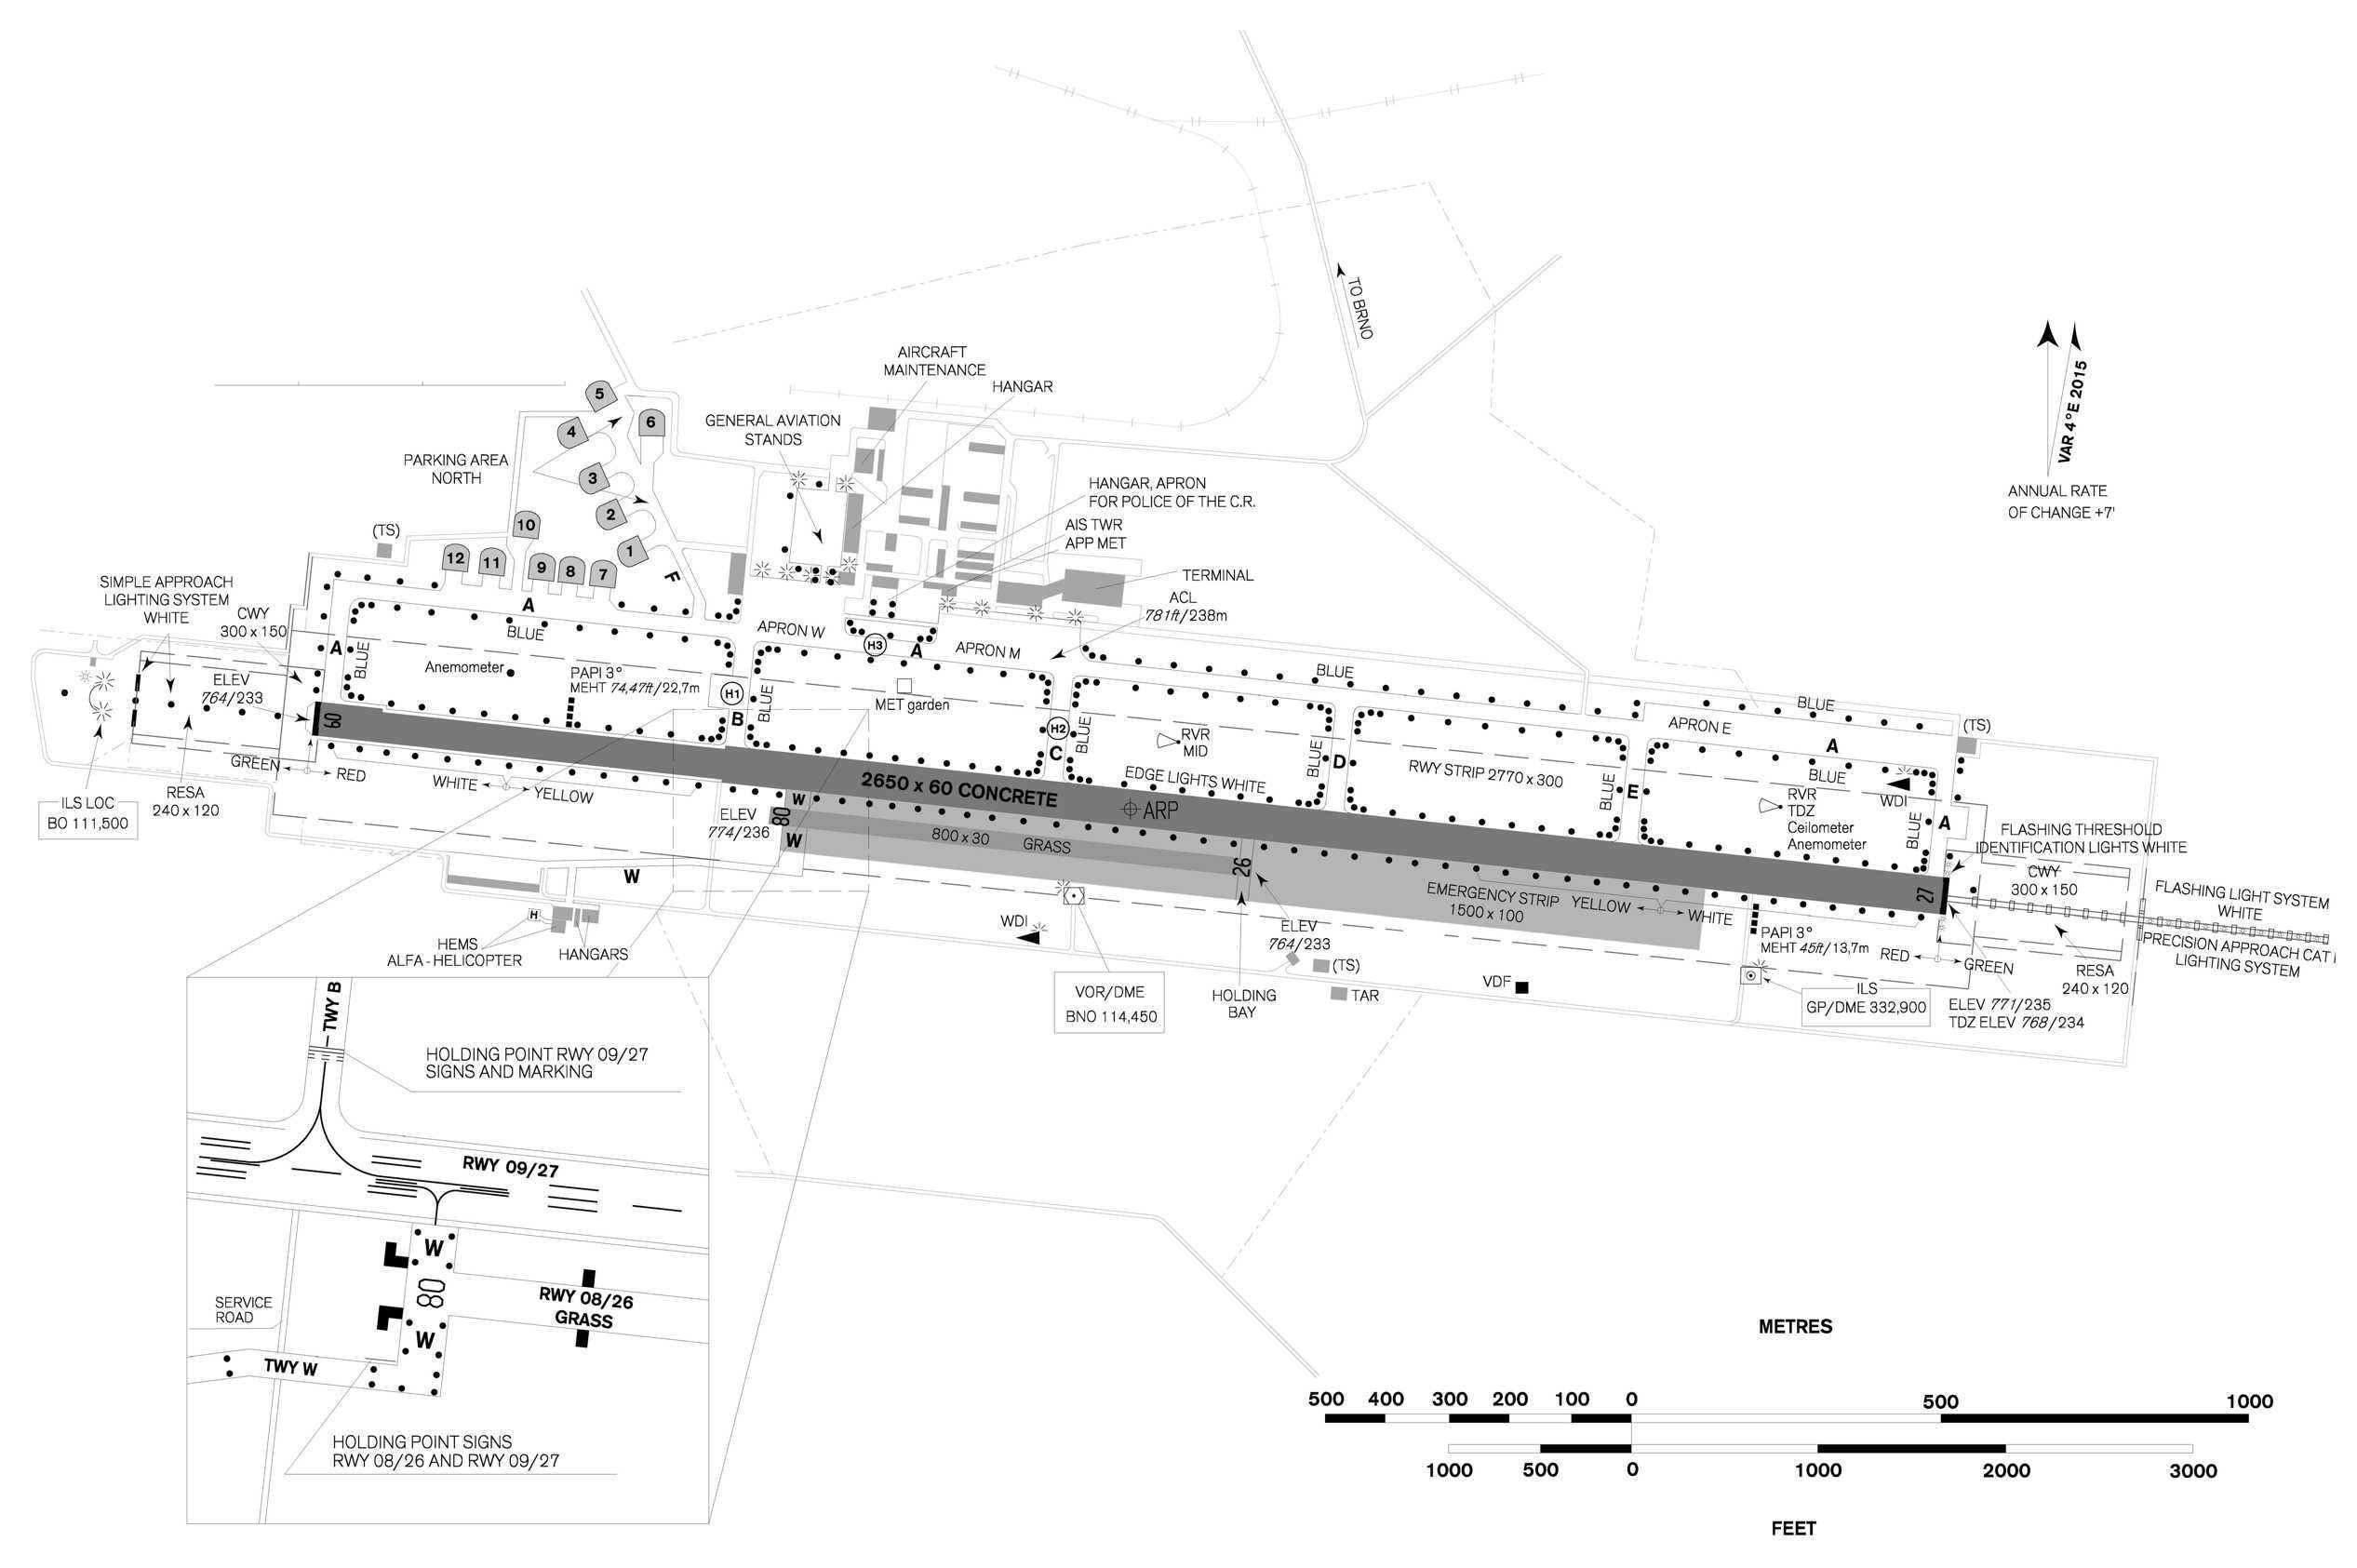 TO BRNO
VAR 4°E 2015
ANNUAL RATE
OF CHANGE +7'
AIRCRAFT
MAINTENANCE
HANGAR
GENERAL AVIATION
STANDS
5
6
4
3
2
1
PARKING AREA
NORTH
10
12
11
9
8
7
F
(TS)
HANGAR, APRON
FOR POLICE OF THE C.R.
AIS TWR
APP MET
TERMINAL
ACL
781ft/238m
SIMPLE APPROACH
LIGHTING SYSTEM
WHITE
CWY
300 x 150
A
BLUE
A
BLUE
APRON W
H3
A
APRON M
BLUE
BLUE
APRON E
A
BLUE
(TS)
ELEV
764/233
Anemometer
PAPI 3°
MEHT 74,47ft/22,7m
H1
B
BLUE
MET garden
H2
C
BLUE
RVR
MID
BLUE
D
RWY STRIP 2770 x 300
BLUE
E
RVR
TDZ
Ceilometer
Anemometer
WDI
BLUE
A
09
GREEN
RED
WHITE
YELLOW
ILS LOC
BO 111,500
RESA
240 x 120
2650 x 60 CONCRETE
EDGE LIGHTS WHITE
ARP
ELEV
774/236
W
08
W
800 x 30
GRASS
26
EMERGENCY STRIP
1500 x 100
YELLOW
WHITE
27
FLASHING THRESHOLD
IDENTIFICATION LIGHTS WHITE
CWY
300 x 150
FLASHING LIGHT SYSTEM
WHITE
PRECISION APPROACH CAT I
LIGHTING SYSTEM
W
H
HEMS
ALFA - HELICOPTER
HANGARS
WDI
VOR/DME
BNO 114,450
HOLDING
BAY
ELEV
764/233
(TS)
TAR
VDF
PAPI 3°
MEHT 45ft/13,7m
RED
GREEN
ILS
GP/DME 332,900
RESA
240 x 120
ELEV 771/235
TDZ ELEV 768/234
TWY B
HOLDING POINT RWY 09/27
SIGNS AND MARKING
RWY 09/27
W
08
W
RWY 08/26
GRASS
SERVICE
ROAD
TWY W
HOLDING POINT SIGNS
RWY 08/26 AND RWY 09/27
METRES
500 400 300 200 100 0 500 1000
1000 500 0 1000 2000 3000
FEET